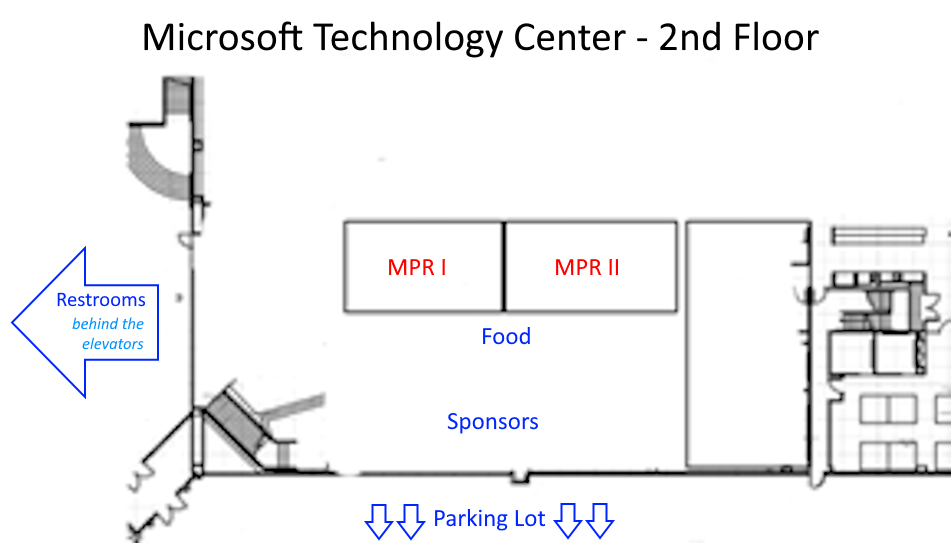 Microsoft Technology Center - 2nd Floor
MPR I
MPR II
Restrooms
behind the
elevators
Food
Sponsors
Parking Lot